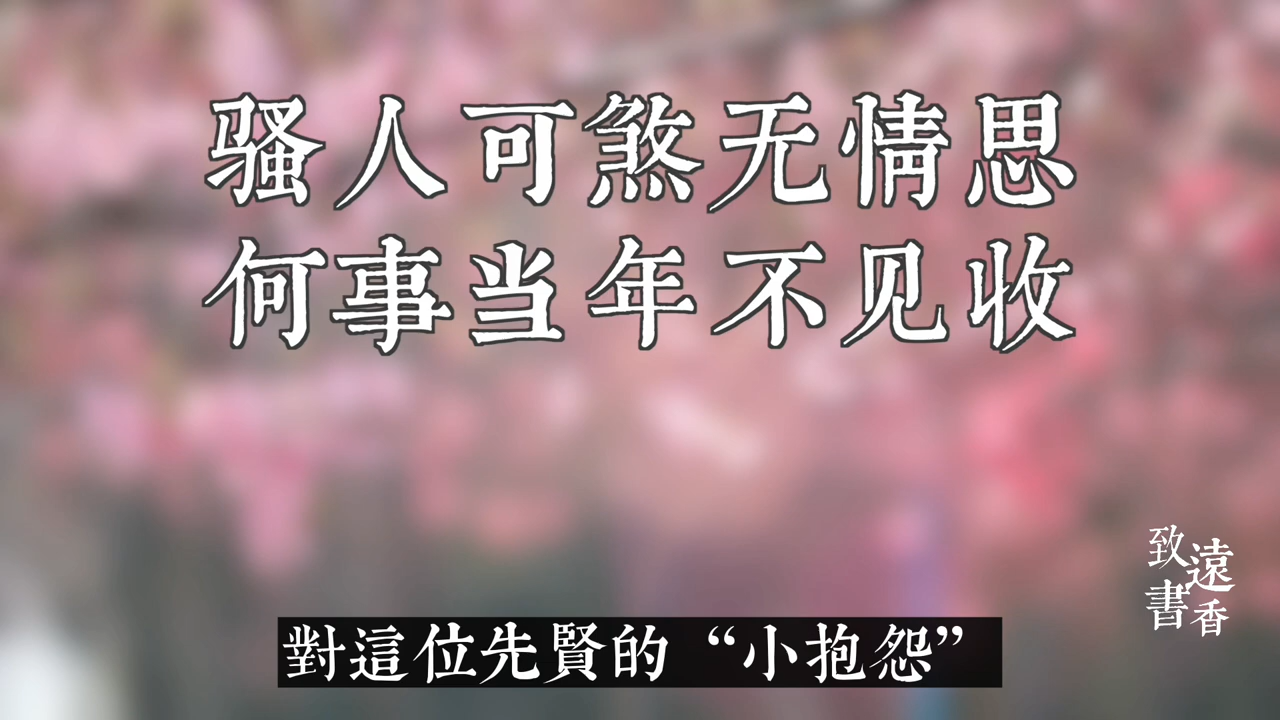 骚人可煞无情思
何事当年不见收
致遠
書香
對這位先賢的“小抱怨”